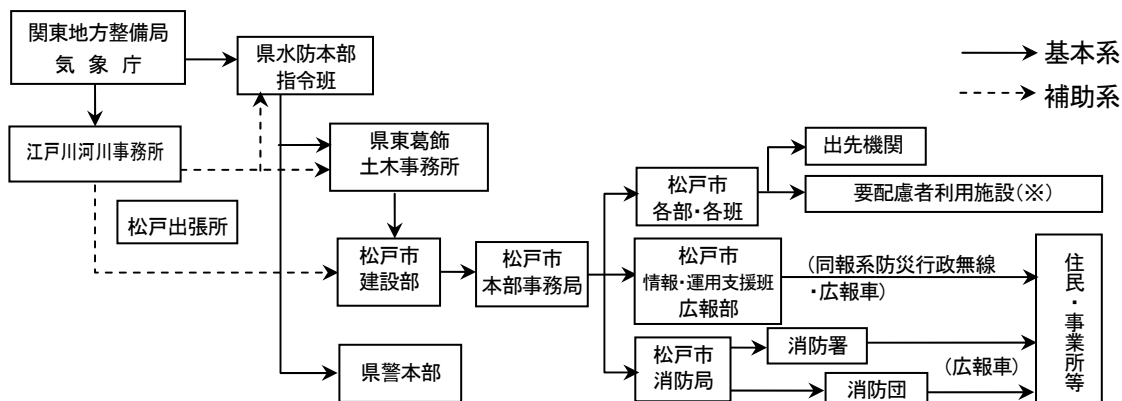 関東地方整備局
気 象 庁
県水防本部
指令班
基本系
補助系
江戸川河川事務所
県東葛飾
土木事務所
松戸出張所
松戸市
建設部
松戸市
本部事務局
県警本部
松戸市
各部・各班
出先機関
要配慮者利用施設(※)
松戸市
情報・運用支援班
広報部
(同報系防災行政無線
・広報車)
松戸市
消防局
消防署
消防団
(広報車)
住民・事業所等